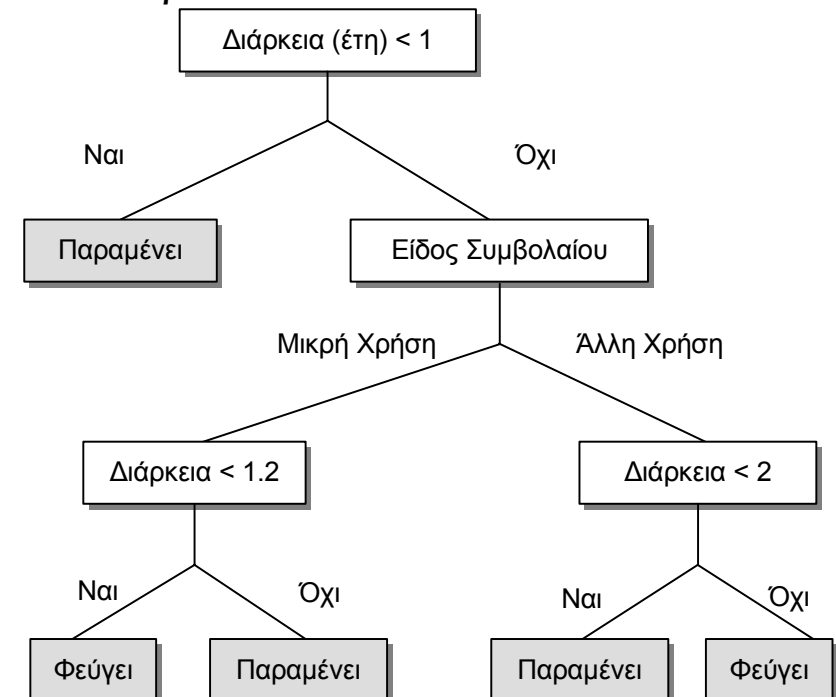 Διάρκεια (έτη) < 1
Ναι
Όχι
Παραμένει
Είδος Συμβολαίου
Μικρή Χρήση
Άλλη Χρήση
Διάρκεια < 1.2
Διάρκεια < 2
Ναι
Όχι
Ναι
Όχι
Φεύγει
Παραμένει
Παραμένει
Φεύγει